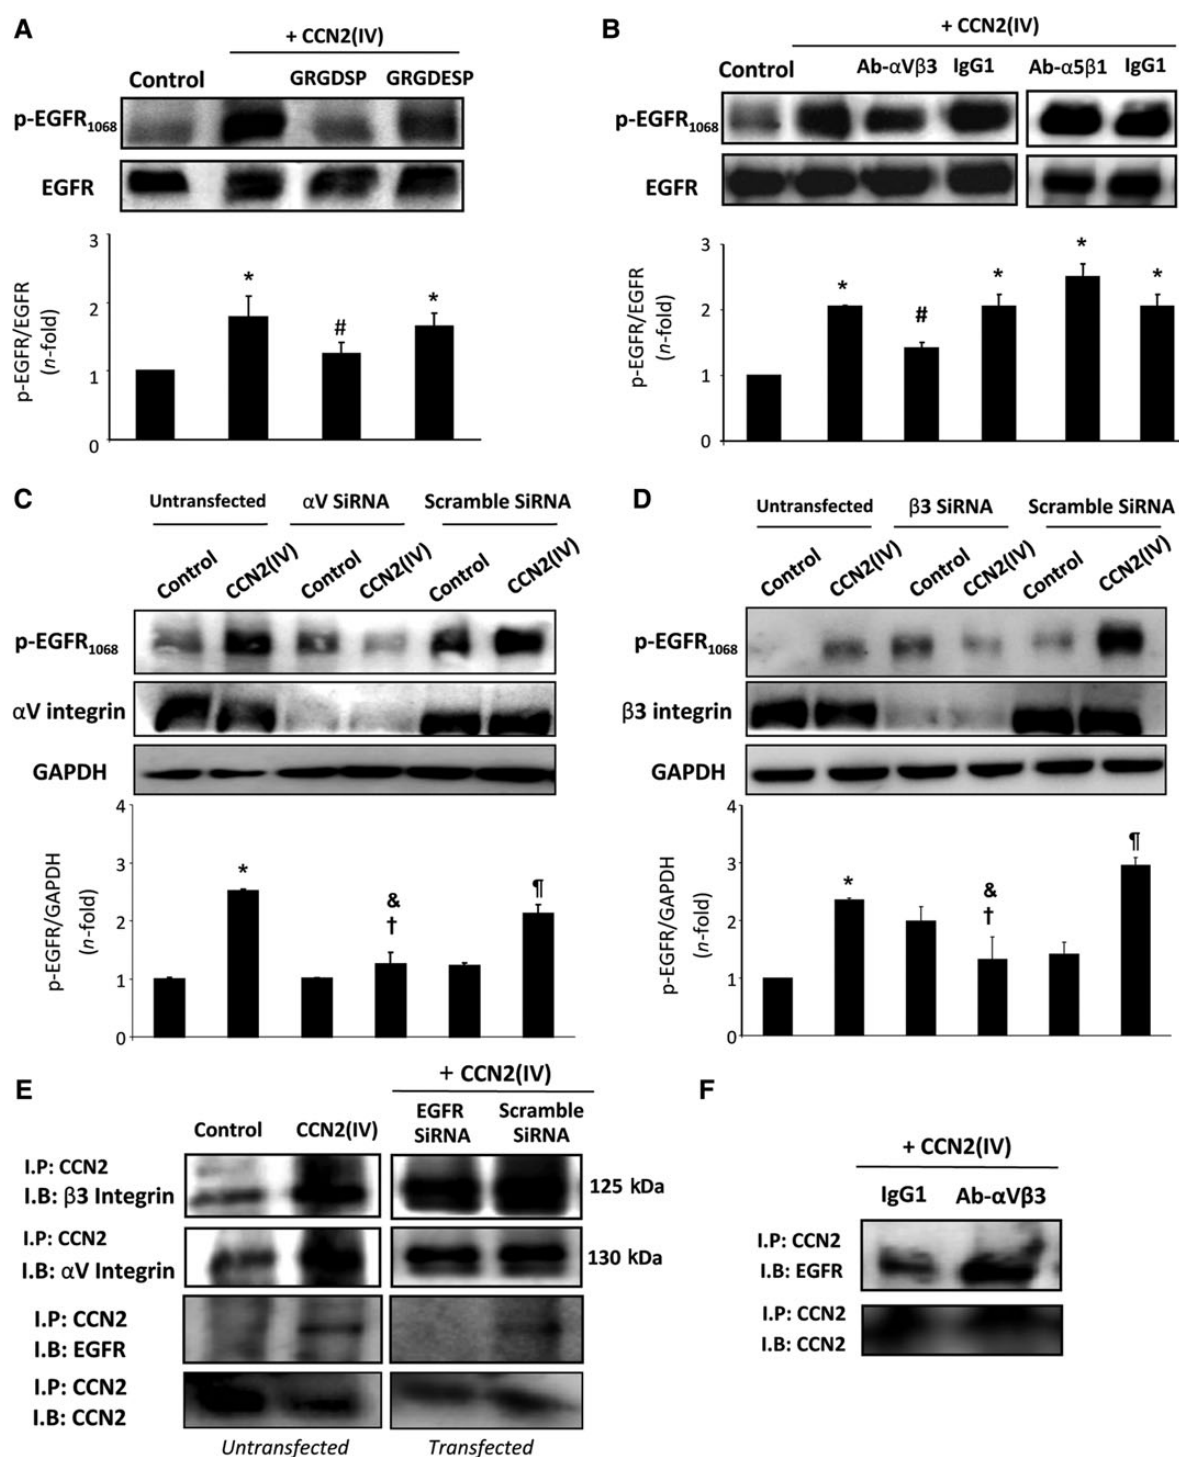 A
+ CCN2(IV)
Control GRGDSP GRGDESP
p-EGFR1068
EGFR
p-EGFR/EGFR
(n-fold)
3
2
1
0
*
#
*
B
+ CCN2(IV)
Control Ab-αVβ3 IgG1 Ab-α5β1 IgG1
p-EGFR1068
EGFR
p-EGFR/EGFR
(n-fold)
3
2
1
0
*
#
*
*
*
C
Untransfected αV SiRNA Scramble SiRNA
Control CCN2(IV) Control CCN2(IV) Control CCN2(IV)
p-EGFR1068
αV integrin
GAPDH
p-EGFR/GAPDH
(n-fold)
4
3
2
1
0
*
&
†
¶
D
Untransfected β3 SiRNA Scramble SiRNA
Control CCN2(IV) Control CCN2(IV) Control CCN2(IV)
p-EGFR1068
β3 integrin
GAPDH
p-EGFR/GAPDH
(n-fold)
4
3
2
1
0
*
&
†
¶
E
+ CCN2(IV)
Control CCN2(IV) EGFR SiRNA Scramble SiRNA
I.P: CCN2
I.B: β3 Integrin
125 kDa
I.P: CCN2
I.B: αV Integrin
130 kDa
I.P: CCN2
I.B: EGFR
I.P: CCN2
I.B: CCN2
Untransfected Transfected
F
+ CCN2(IV)
IgG1 Ab-αVβ3
I.P: CCN2
I.B: EGFR
I.P: CCN2
I.B: CCN2